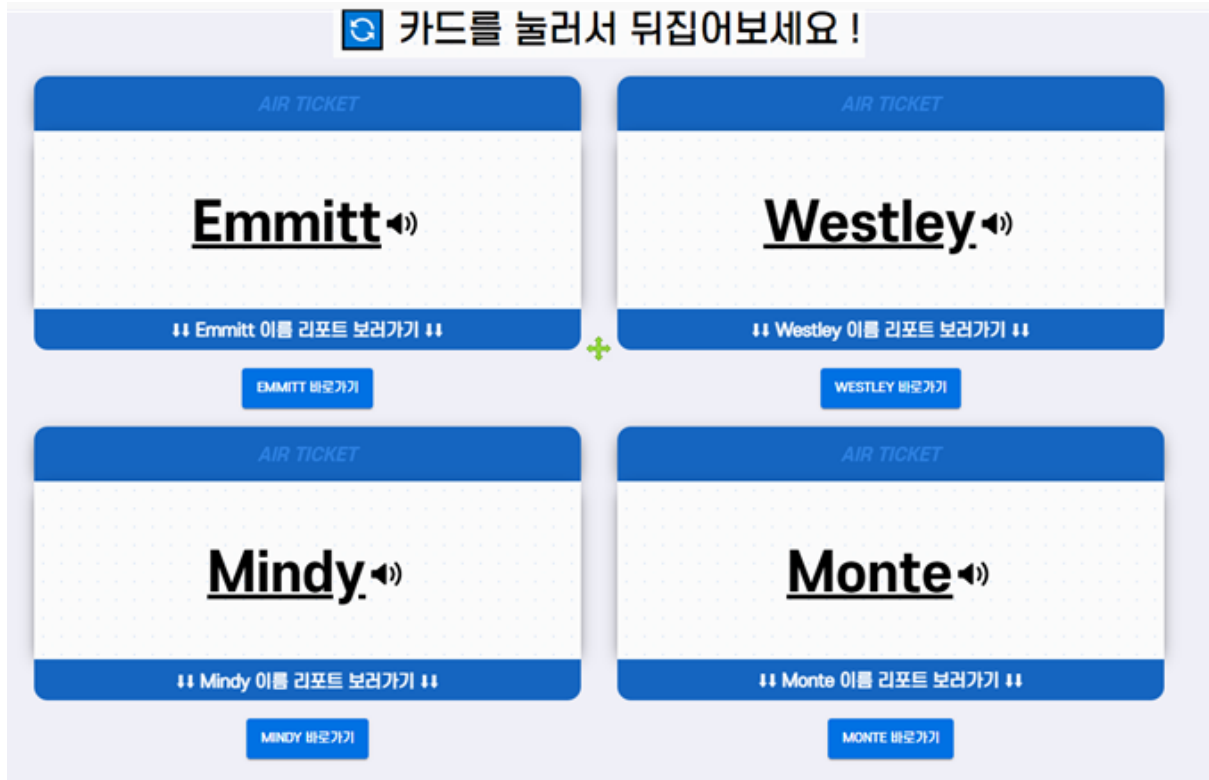 카드를 눌러서 뒤집어보세요 !
AIR TICKET
Emmitt
↓↓ Emmitt 이름 리포트 보러가기 ↓↓
EMMITT 바로가기
AIR TICKET
Westley
↓↓ Westley 이름 리포트 보러가기 ↓↓
WESTLEY 바로가기
AIR TICKET
Mindy
↓↓ Mindy 이름 리포트 보러가기 ↓↓
MINDY 바로가기
AIR TICKET
Monte
↓↓ Monte 이름 리포트 보러가기 ↓↓
MONTE 바로가기